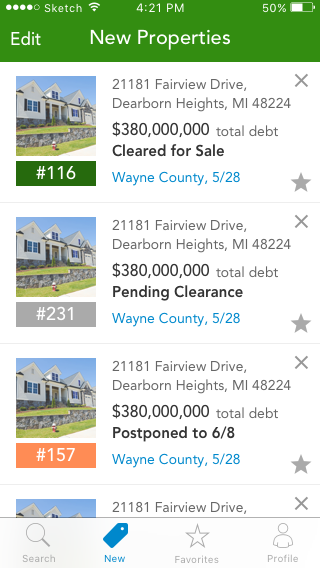 Sketch 4:21 PM 50%
Edit New Properties
21181 Fairview Drive,
Dearborn Heights, MI 48224
$380,000,000 total debt
Cleared for Sale
#116
Wayne County, 5/28
21181 Fairview Drive,
Dearborn Heights, MI 48224
$380,000,000 total debt
Pending Clearance
#231
Wayne County, 5/28
21181 Fairview Drive,
Dearborn Heights, MI 48224
$380,000,000 total debt
Postponed to 6/8
#157
Wayne County, 5/28
21181 Fairview Drive,
Search New Favorites Profile